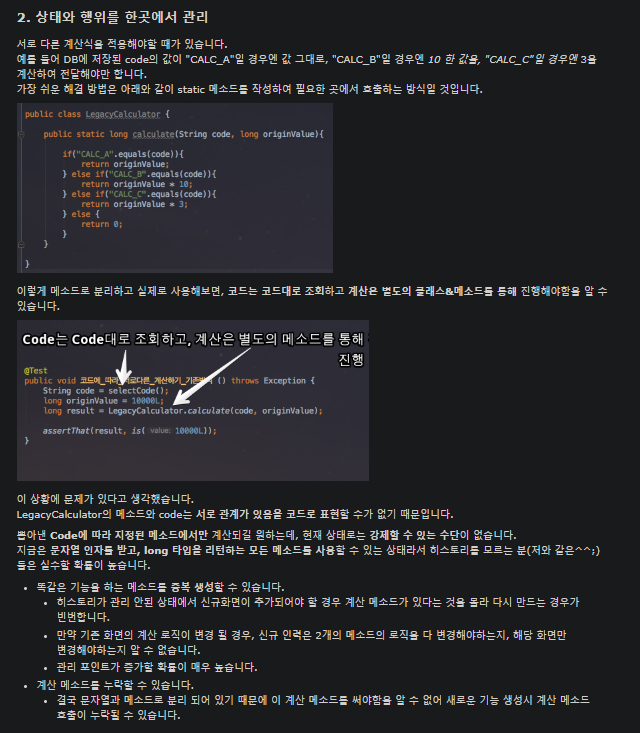 2. 상태와 행위를 한곳에서 관리
서로 다른 계산식을 적용해야할 때가 있습니다.
예를 들어 DB에 저장된 code의 값이 "CALC_A"일 경우엔 값 그대로, "CALC_B"일 경우엔 10 한 값을, "CALC_C"일 경우엔 3을
계산하여 전달해야만 합니다.
가장 쉬운 해결 방법은 아래와 같이 static 메소드를 작성하여 필요한 곳에서 호출하는 방식일 것입니다.
public class LegacyCalculator {
public static long calculate(String code, long originValue){
if("CALC_A".equals(code)){
return originValue;
} else if("CALC_B".equals(code)){
return originValue * 10;
} else if("CALC_C".equals(code)){
return originValue * 3;
} else {
return 0;
}
}
}
이렇게 메소드로 분리하고 실제로 사용해보면, 코드는 코드대로 조회하고 계산은 별도의 클래스&메소드를 통해 진행해야함을 알 수
있습니다.
Code는 Code대로 조회하고, 계산은 별도의 메소드를 통해
진행
@Test
public void 코드에_따라_서로다른_계산하기_기존방식 () throws Exception {
String code = selectCode();
long originValue = 10000L;
long result = LegacyCalculator.calculate(code, originValue);
assertThat(result, is( value: 10000L));
}
이 상황에 문제가 있다고 생각했습니다.
LegacyCalculator의 메소드와 code는 서로 관계가 있음을 코드로 표현할 수가 없기 때문입니다.
뽑아낸 Code에 따라 지정된 메소드에서만 계산되길 원하는데, 현재 상태로는 강제할 수 있는 수단이 없습니다.
지금은 문자열 인자를 받고, long 타입을 리턴하는 모든 메소드를 사용할 수 있는 상태라서 히스토리를 모르는 분(저와 같은^^;)
들은 실수할 확률이 높습니다.
• 똑같은 기능을 하는 메소드를 중복 생성할 수 있습니다.
• 히스토리가 관리 안된 상태에서 신규화면이 추가되어야 할 경우 계산 메소드가 있다는 것을 몰라 다시 만드는 경우가
빈번합니다.
• 만약 기존 화면의 계산 로직이 변경 될 경우, 신규 인력은 2개의 메소드의 로직을 다 변경해야하는지, 해당 화면만
변경해야하는지 알 수 없습니다.
• 관리 포인트가 증가할 확률이 매우 높습니다.
• 계산 메소드를 누락할 수 있습니다.
• 결국 문자열과 메소드로 분리 되어 있기 때문에 이 계산 메소드를 써야함을 알 수 없어 새로운 기능 생성시 계산 메소드
호출이 누락될 수 있습니다.